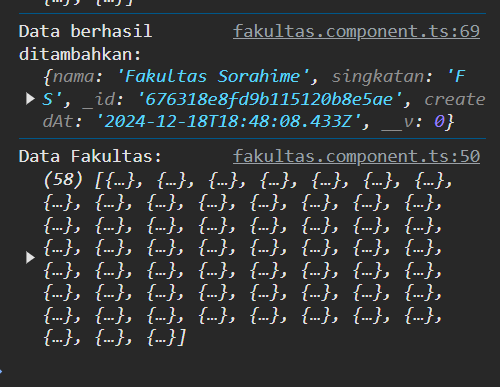 {…}, {…}]
Data berhasil fakultas.component.ts:69
ditambahkan:
{nama: 'Fakultas Sorahime', singkatan: 'F
S', _id: '676318e8fd9b115120b8e5ae', create
dAt: '2024-12-18T18:48:08.433Z', __v: 0}
Data Fakultas: fakultas.component.ts:50
(58) [{…}, {…}, {…}, {…}, {…}, {…}, {…},
{…}, {…}, {…}, {…}, {…}, {…}, {…}, {…},
{…}, {…}, {…}, {…}, {…}, {…}, {…}, {…},
{…}, {…}, {…}, {…}, {…}, {…}, {…}, {…},
{…}, {…}, {…}, {…}, {…}, {…}, {…}, {…},
{…}, {…}, {…}, {…}, {…}, {…}, {…}, {…},
{…}, {…}, {…}, {…}, {…}, {…}, {…}, {…},
{…}, {…}, {…}]